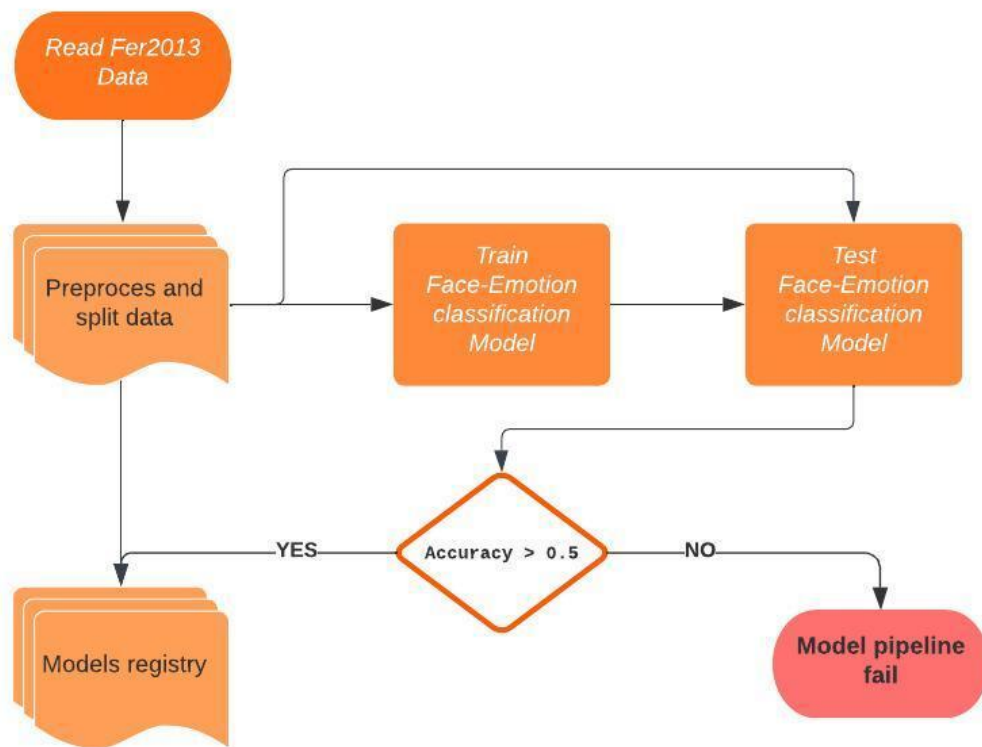 Read Fer2013
Data
Preproces and
split data
Train
Face-Emotion
classification
Model
Test
Face-Emotion
classification
Model
YES
Accuracy > 0.5
NO
Models registry
Model pipeline
fail